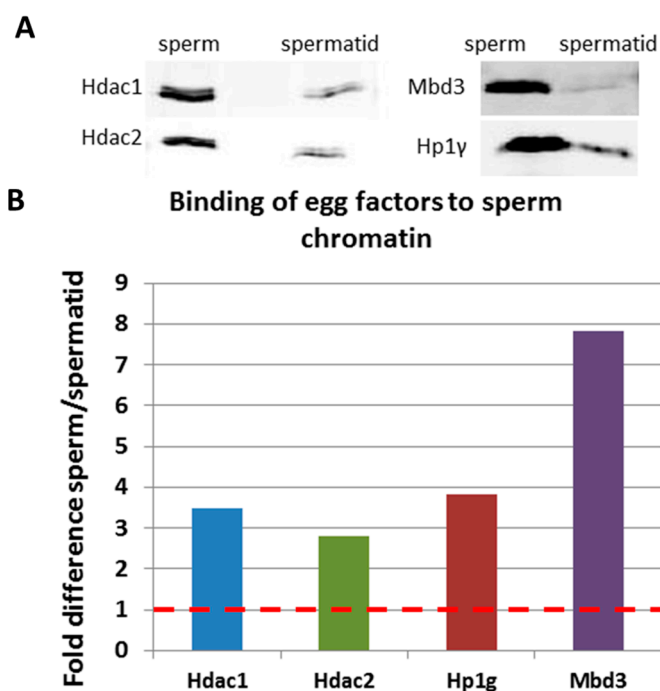 A
sperm spermatid sperm spermatid
Hdac1 Mbd3
Hdac2 Hp1γ
B
Binding of egg factors to sperm
chromatin
Fold difference sperm/spermatid
9
8
7
6
5
4
3
2
1
0
Hdac1 Hdac2 Hp1g Mbd3